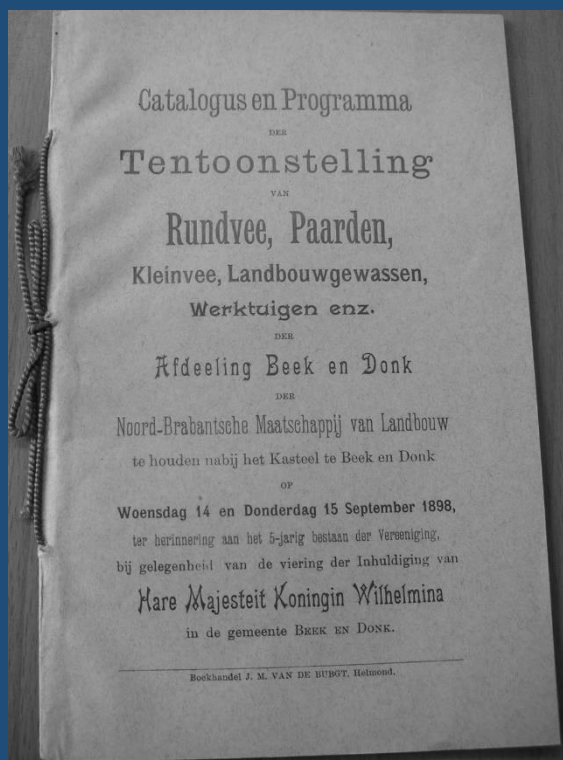 Catalogus en Programma
DER
Tentoonstelling
VAN
Rundvee, Paarden,
Kleinvee, Landbouwgewassen,
Werktuigen enz.
DER
Afdeeling Beek en Donk
DER
Noord-Brabantsche Maatschappij van Landbouw
te houden nabij het Kasteel te Beek en Donk
OP
Woensdag 14 en Donderdag 15 September 1898,
ter herinnering aan het 5-jarig bestaan der Vereeniging,
bij gelegenheid van de viering der Inhuldiging van
Hare Majesteit Koningin Wilhelmina
in de gemeente BEEK EN DONK.
Boekhandel J. M. VAN DE BURGT, Helmond.